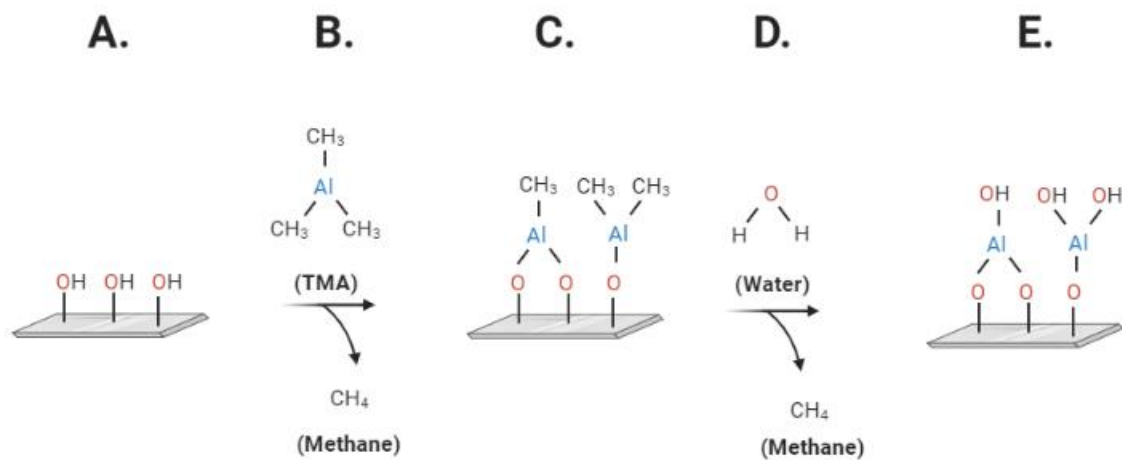 A. B. C. D. E.
CH₃
Al
CH₃ CH₃
(TMA)
CH₄
(Methane)
OH OH OH
CH₃ CH₃ CH₃
Al Al
O O O
O
H H
(Water)
CH₄
(Methane)
OH OH OH
Al Al
O O O